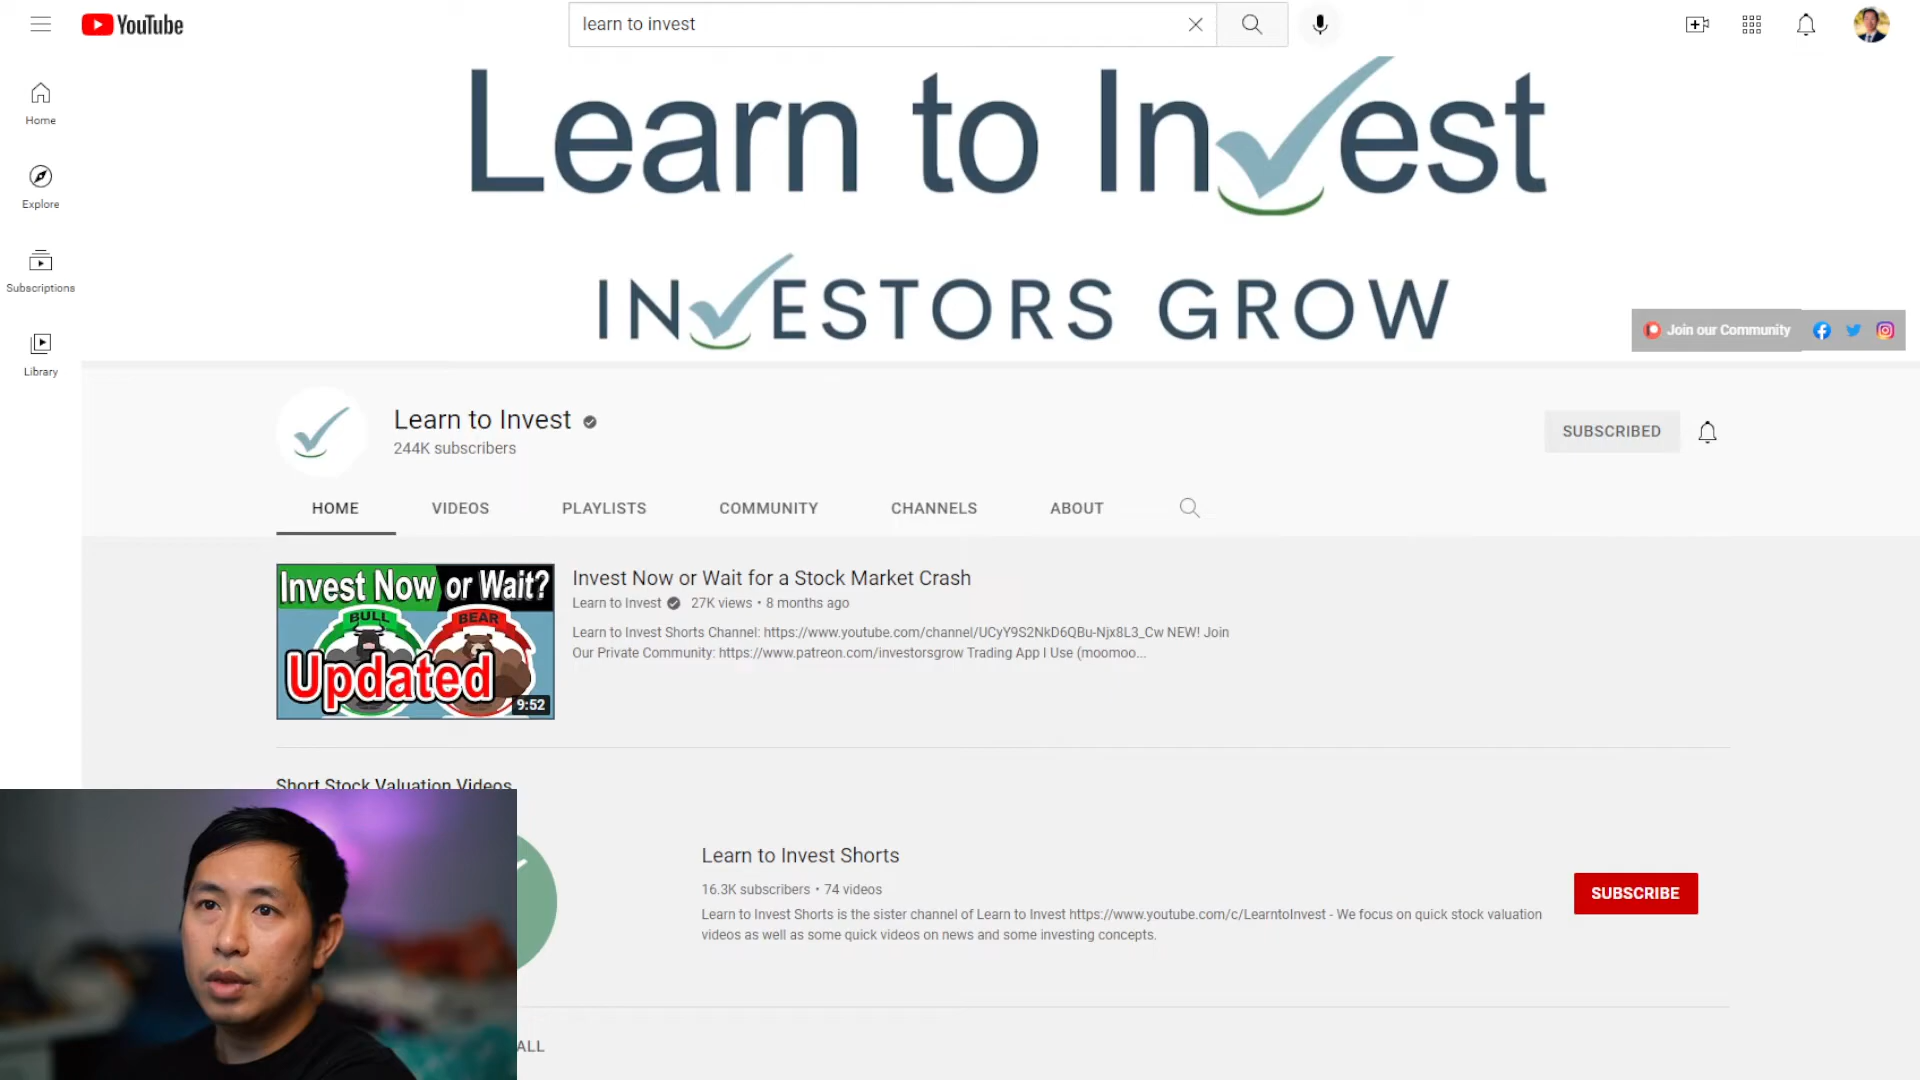 YouTube
learn to invest
Home
Explore
Subscriptions
Library
Learn to Invest
INVESTORS GROW
Join our Community
Learn to Invest
244K subscribers
SUBSCRIBED
HOME VIDEOS PLAYLISTS COMMUNITY CHANNELS ABOUT
Invest Now or Wait?
BULL BEAR
Updated
9:52
Invest Now or Wait for a Stock Market Crash
Learn to Invest 27K views • 8 months ago
Learn to Invest Shorts Channel: https://www.youtube.com/channel/UCyY9S2NkD6QBu-Njx8L3_Cw NEW! Join
Our Private Community: https://www.patreon.com/investorsgrow Trading App I Use (moomoo...
Short Stock Valuation Videos
Learn to Invest Shorts
16.3K subscribers • 74 videos
Learn to Invest Shorts is the sister channel of Learn to Invest https://www.youtube.com/c/LearntoInvest - We focus on quick stock valuation
videos as well as some quick videos on news and some investing concepts.
SUBSCRIBE
ALL